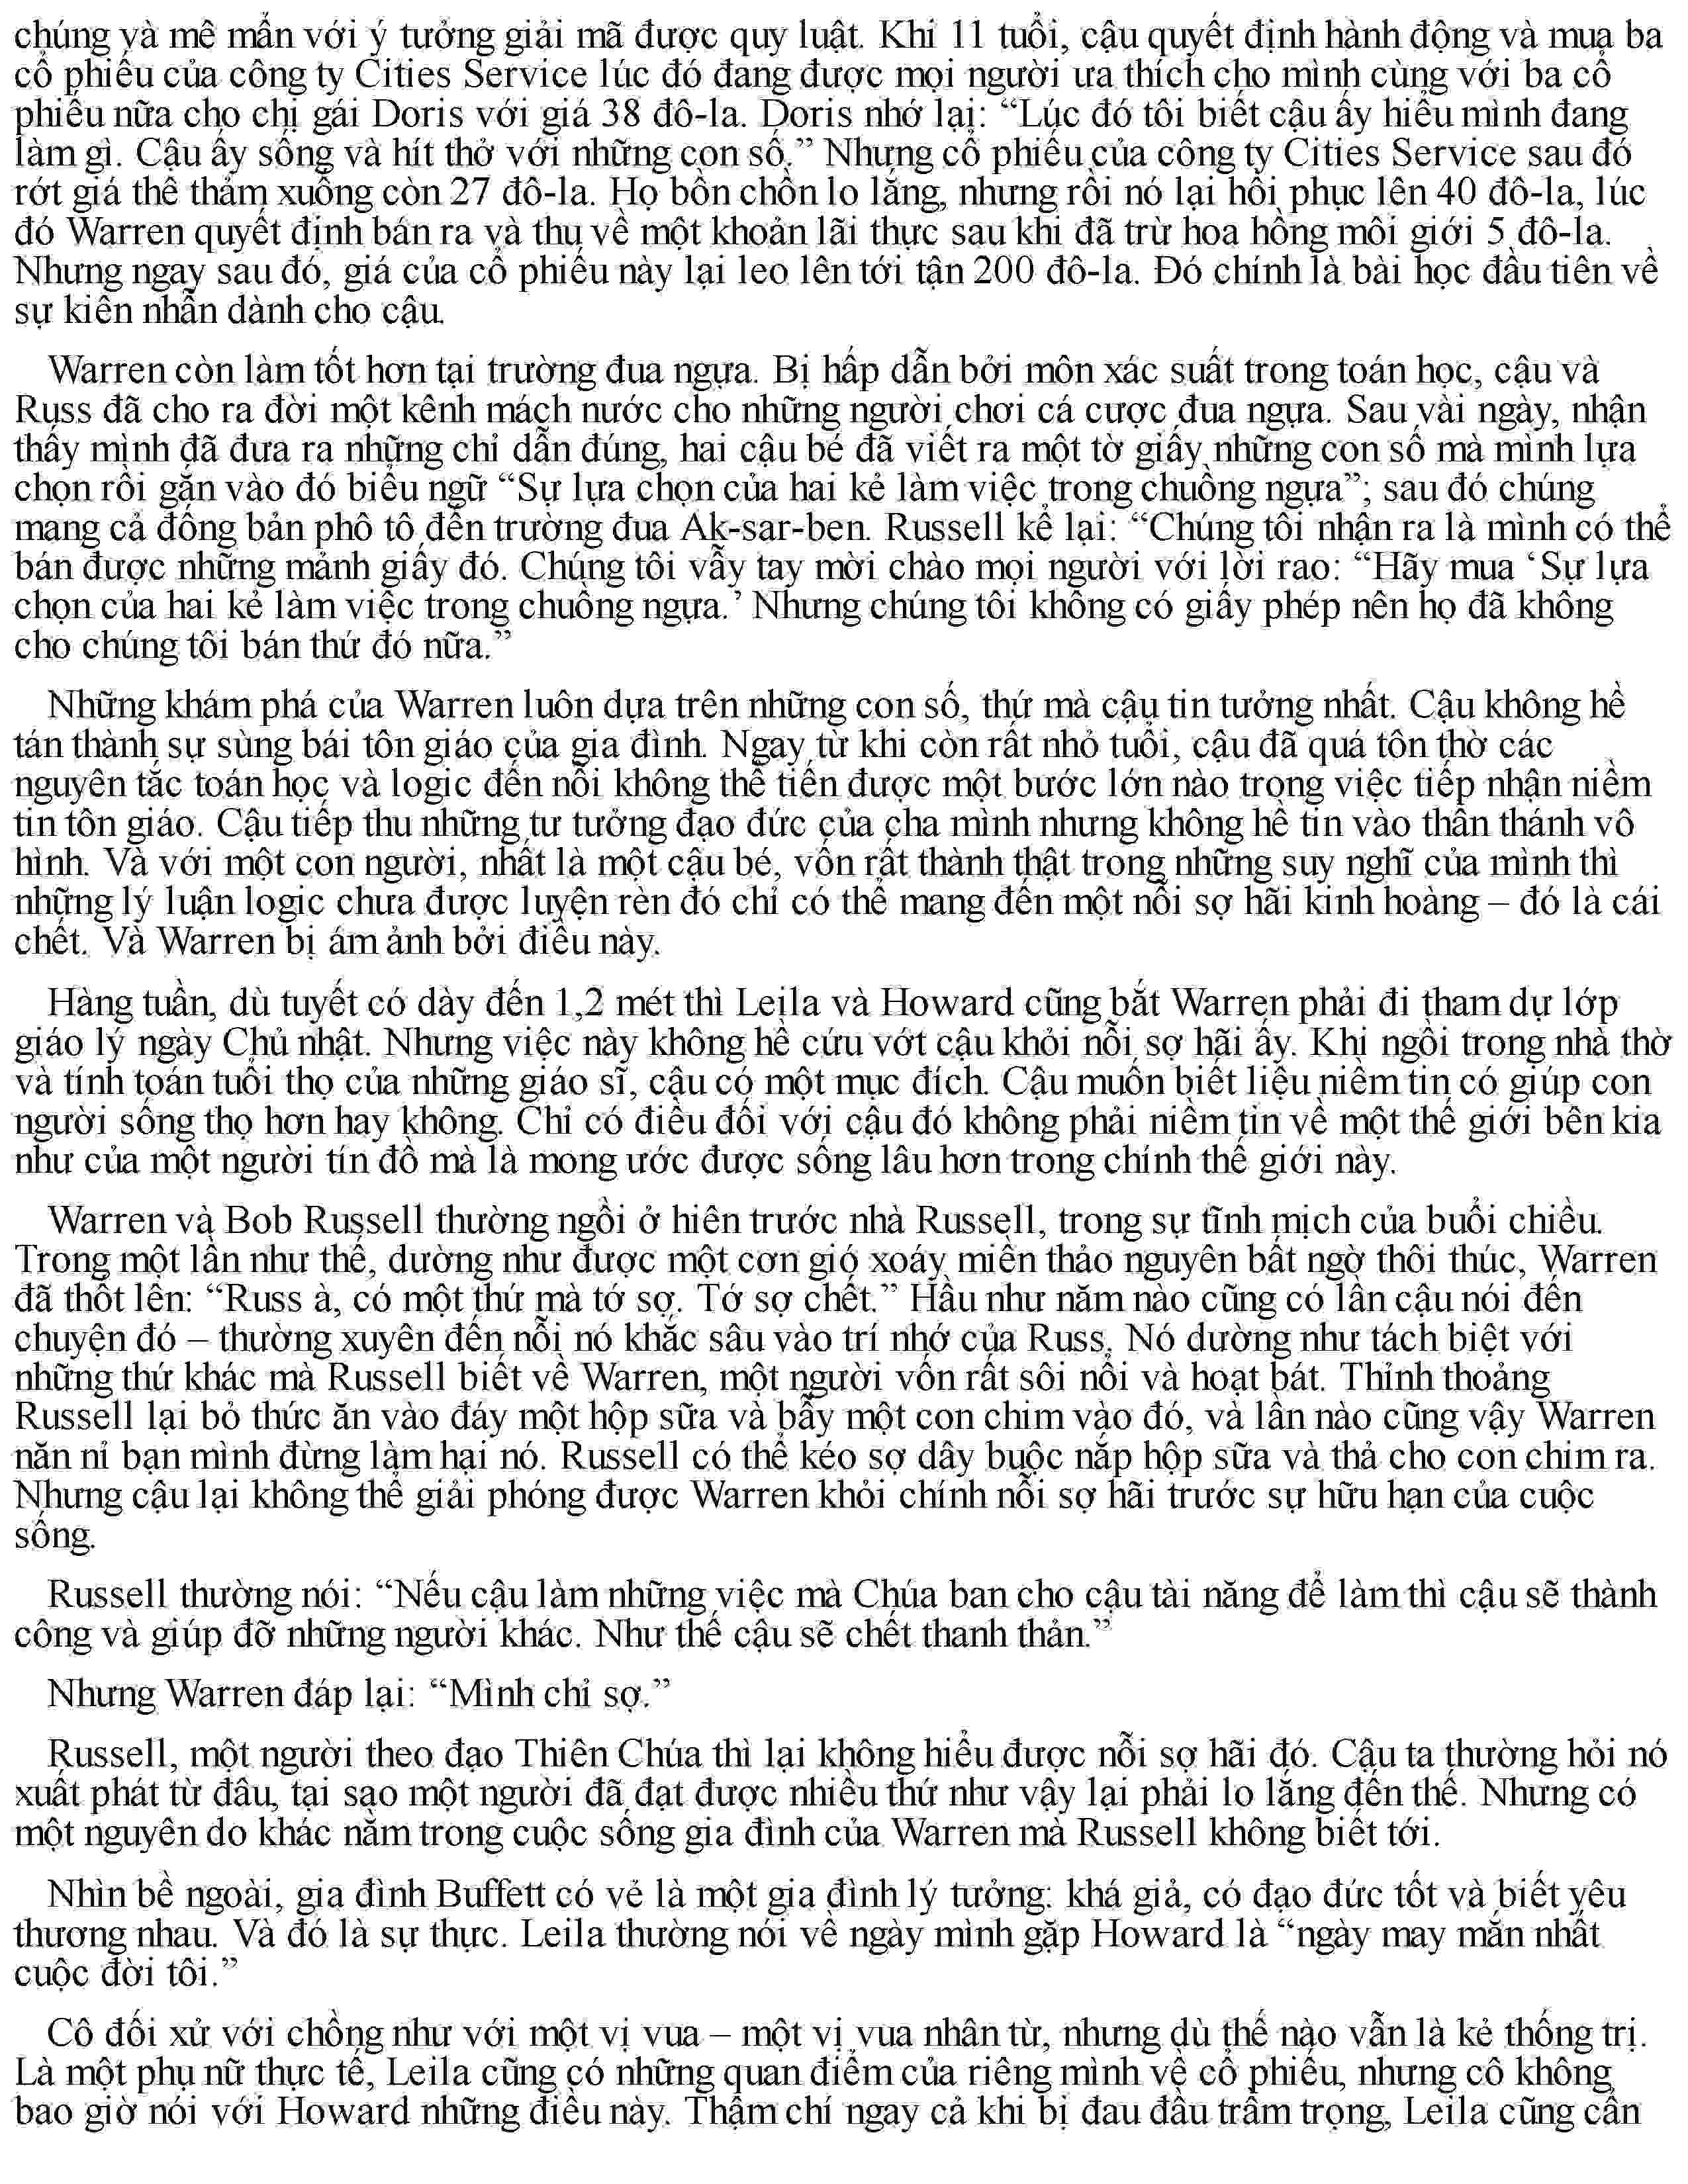 chúng và mê mẩn với ý tưởng giải mã được quy luật. Khi 11 tuổi, cậu quyết định hành động và mua ba
cổ phiếu của công ty Cities Service lúc đó đang được mọi người ưa thích cho mình cùng với ba cổ
phiếu nữa cho chị gái Doris với giá 38 đô-la. Doris nhớ lại: “Lúc đó tôi biết cậu ấy hiểu mình đang
làm gì. Cậu ấy sống và hít thở với những con số.” Nhưng cổ phiếu của công ty Cities Service sau đó
rớt giá thê thảm xuống còn 27 đô-la. Họ bồn chồn lo lắng, nhưng rồi nó lại hồi phục lên 40 đô-la, lúc
đó Warren quyết định bán ra và thu về một khoản lãi thực sau khi đã trừ hoa hồng môi giới 5 đô-la.
Nhưng ngay sau đó, giá của cổ phiếu này lại leo lên tới tận 200 đô-la. Đó chính là bài học đầu tiên về
sự kiên nhẫn dành cho cậu.
Warren còn làm tốt hơn tại trường đua ngựa. Bị hấp dẫn bởi môn xác suất trong toán học, cậu và
Russ đã cho ra đời một kênh mách nước cho những người chơi cá cược đua ngựa. Sau vài ngày, nhận
thấy mình đã đưa ra những chỉ dẫn đúng, hai cậu bé đã viết ra một tờ giấy những con số mà mình lựa
chọn rồi gắn vào đó biểu ngữ “Sự lựa chọn của hai kẻ làm việc trong chuồng ngựa”; sau đó chúng
mang cả đống bản phô tô đến trường đua Ak-sar-ben. Russell kể lại: “Chúng tôi nhận ra là mình có thể
bán được những mảnh giấy đó. Chúng tôi vẫy tay mời chào mọi người với lời rao: “Hãy mua ‘Sự lựa
chọn của hai kẻ làm việc trong chuồng ngựa.’ Nhưng chúng tôi không có giấy phép nên họ đã không
cho chúng tôi bán thứ đó nữa.”
Những khám phá của Warren luôn dựa trên những con số, thứ mà cậu tin tưởng nhất. Cậu không hề
tán thành sự sùng bái tôn giáo của gia đình. Ngay từ khi còn rất nhỏ tuổi, cậu đã quá tôn thờ các
nguyên tắc toán học và logic đến nỗi không thể tiến được một bước lớn nào trong việc tiếp nhận niềm
tin tôn giáo. Cậu tiếp thu những tư tưởng đạo đức của cha mình nhưng không hề tin vào thần thánh vô
hình. Và với một con người, nhất là một cậu bé, vốn rất thành thật trong những suy nghĩ của mình thì
những lý luận logic chưa được luyện rèn đó chỉ có thể mang đến một nỗi sợ hãi kinh hoàng – đó là cái
chết. Và Warren bị ám ảnh bởi điều này.
Hàng tuần, dù tuyết có dày đến 1,2 mét thì Leila và Howard cũng bắt Warren phải đi tham dự lớp
giáo lý ngày Chủ nhật. Nhưng việc này không hề cứu vớt cậu khỏi nỗi sợ hãi ấy. Khi ngồi trong nhà thờ
và tính toán tuổi thọ của những giáo sĩ, cậu có một mục đích. Cậu muốn biết liệu niềm tin có giúp con
người sống thọ hơn hay không. Chỉ có điều đối với cậu đó không phải niềm tin về một thế giới bên kia
như của một người tín đồ mà là mong ước được sống lâu hơn trong chính thế giới này.
Warren và Bob Russell thường ngồi ở hiên trước nhà Russell, trong sự tĩnh mịch của buổi chiều.
Trong một lần như thế, dường như được một cơn gió xoáy miền thảo nguyên bất ngờ thôi thúc, Warren
đã thốt lên: “Russ à, có một thứ mà tớ sợ. Tớ sợ chết.” Hầu như năm nào cũng có lần cậu nói đến
chuyện đó – thường xuyên đến nỗi nó khắc sâu vào trí nhớ của Russ. Nó dường như tách biệt với
những thứ khác mà Russell biết về Warren, một người vốn rất sôi nổi và hoạt bát. Thỉnh thoảng
Russell lại bỏ thức ăn vào đáy một hộp sữa và bẫy một con chim vào đó, và lần nào cũng vậy Warren
năn nỉ bạn mình đừng làm hại nó. Russell có thể kéo sợ dây buộc nắp hộp sữa và thả cho con chim ra.
Nhưng cậu lại không thể giải phóng được Warren khỏi chính nỗi sợ hãi trước sự hữu hạn của cuộc
sống.
Russell thường nói: “Nếu cậu làm những việc mà Chúa ban cho cậu tài năng để làm thì cậu sẽ thành
công và giúp đỡ những người khác. Như thế cậu sẽ chết thanh thản.”
Nhưng Warren đáp lại: “Mình chỉ sợ.”
Russell, một người theo đạo Thiên Chúa thì lại không hiểu được nỗi sợ hãi đó. Cậu ta thường hỏi nó
xuất phát từ đâu, tại sao một người đã đạt được nhiều thứ như vậy lại phải lo lắng đến thế. Nhưng có
một nguyên do khác nằm trong cuộc sống gia đình của Warren mà Russell không biết tới.
Nhìn bề ngoài, gia đình Buffett có vẻ là một gia đình lý tưởng: khá giả, có đạo đức tốt và biết yêu
thương nhau. Và đó là sự thực. Leila thường nói về ngày mình gặp Howard là “ngày may mắn nhất
cuộc đời tôi.”
Cô đối xử với chồng như với một vị vua – một vị vua nhân từ, nhưng dù thế nào vẫn là kẻ thống trị.
Là một phụ nữ thực tế, Leila cũng có những quan điểm của riêng mình về cổ phiếu, nhưng cô không
bao giờ nói với Howard những điều này. Thậm chí ngay cả khi bị đau đầu trầm trọng, Leila cũng cẩn